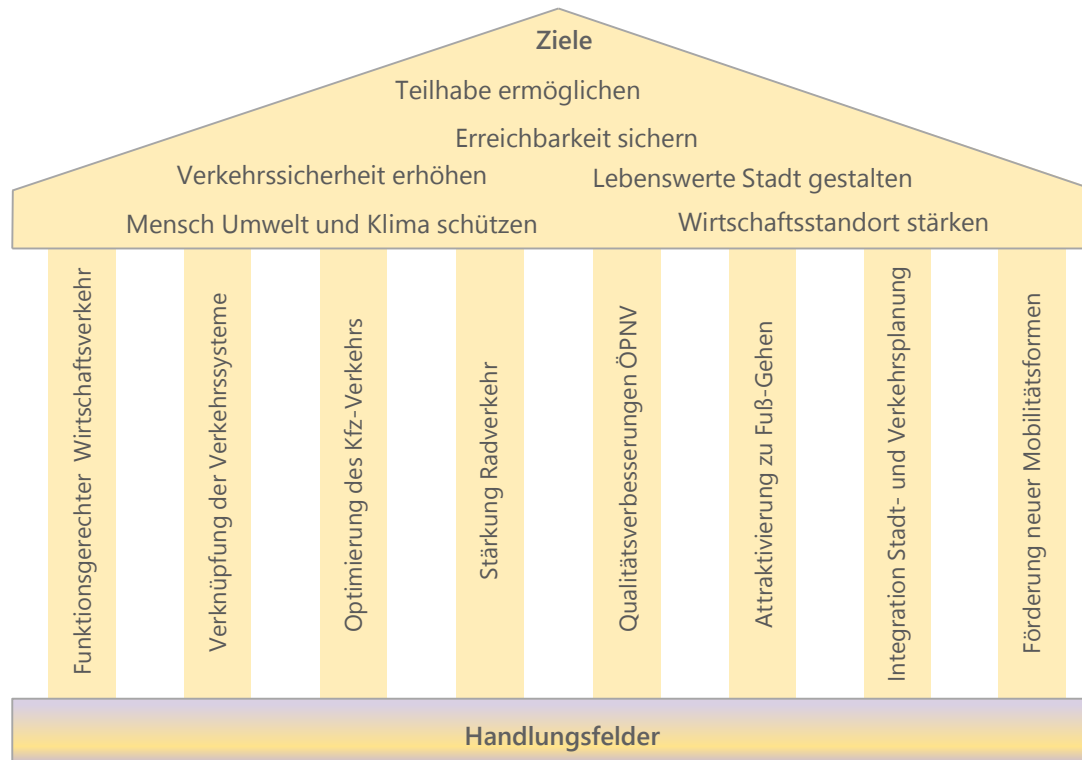 Ziele
Teilhabe ermöglichen
Erreichbarkeit sichern
Verkehrssicherheit erhöhen
Lebenswerte Stadt gestalten
Mensch Umwelt und Klima schützen
Wirtschaftsstandort stärken
Funktionsgerechter Wirtschaftsverkehr
Verknüpfung der Verkehrssysteme
Optimierung des Kfz-Verkehrs
Stärkung Radverkehr
Qualitätsverbesserungen ÖPNV
Attraktivierung zu Fuß-Gehen
Integration Stadt- und Verkehrsplanung
Förderung neuer Mobilitätsformen
Handlungsfelder